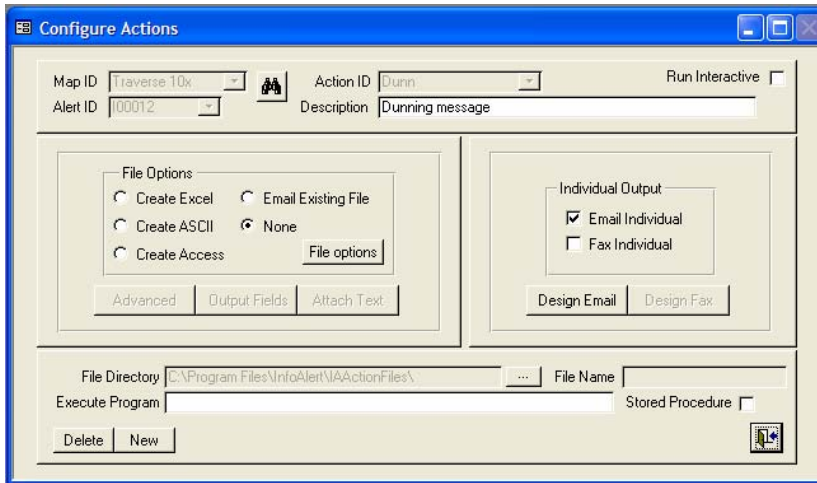 Configure Actions
Map ID Traverse 10x Action ID Dunn Run Interactive
Alert ID I00012 Description Dunning message
File Options
Create Excel Email Existing File
Create ASCII None
Create Access File options
Advanced Output Fields Attach Text
Individual Output
Email Individual
Fax Individual
Design Email Design Fax
File Directory C:\Program Files\InfoAlert\IAActionFiles\ ... File Name
Execute Program Stored Procedure
Delete New